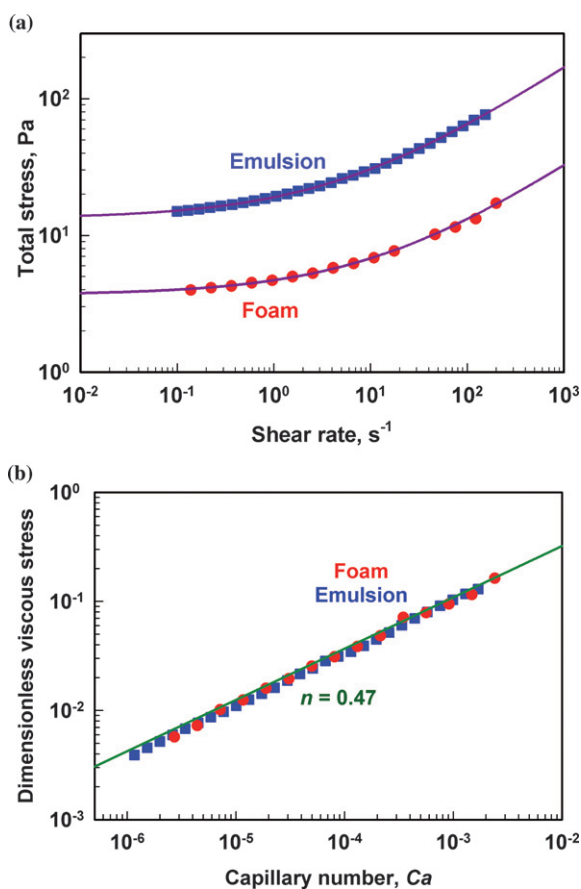 (a)
Total stress, Pa
10²
10¹
10⁰
Emulsion
Foam
10⁻² 10⁻¹ 10⁰ 10¹ 10² 10³
Shear rate, s⁻¹
(b)
Dimensionless viscous stress
10⁰
10⁻¹
10⁻²
10⁻³
Foam
Emulsion
n = 0.47
10⁻⁶ 10⁻⁵ 10⁻⁴ 10⁻³ 10⁻²
Capillary number, Ca